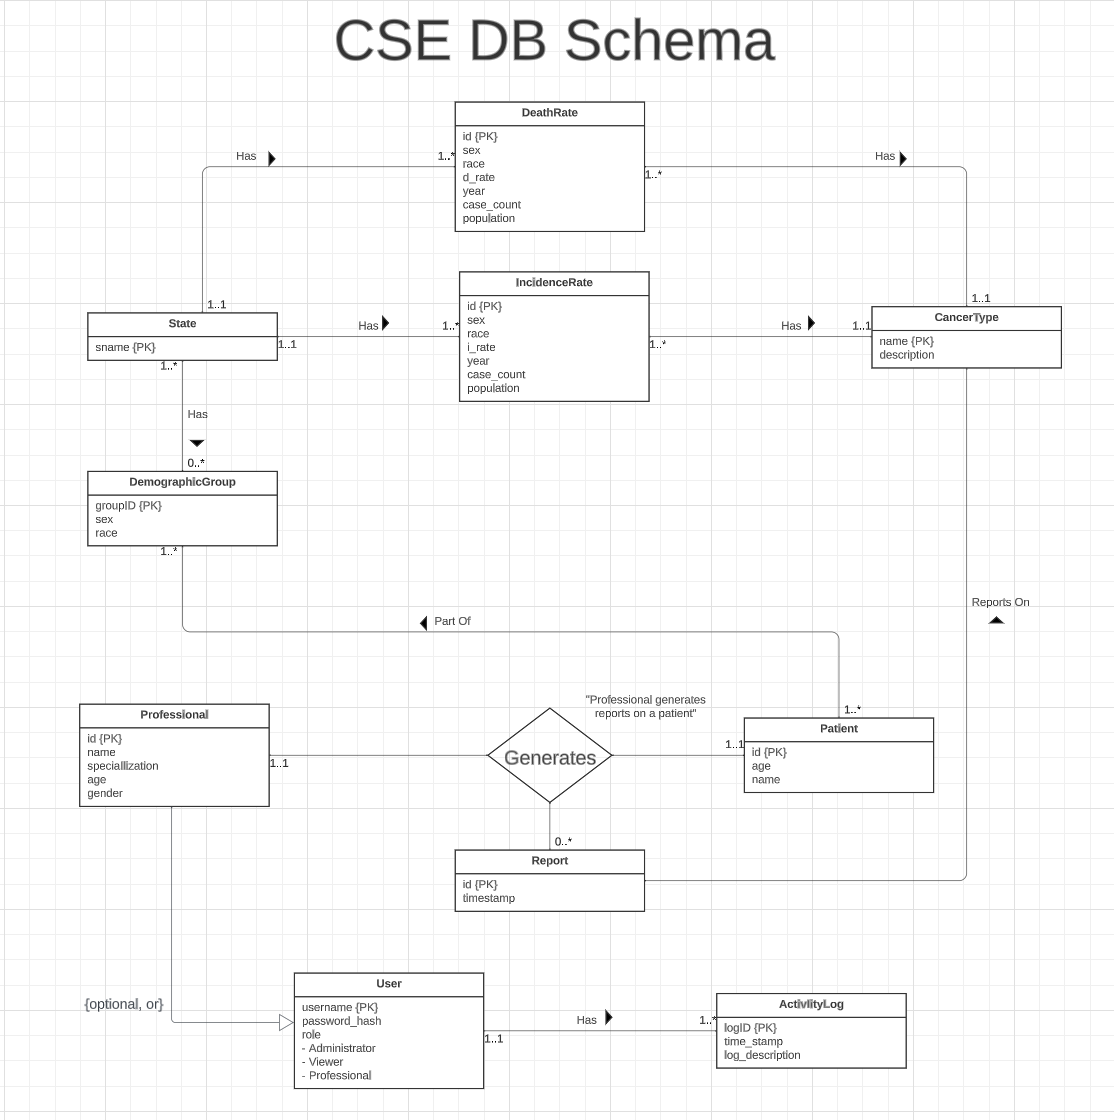 CSE DB Schema
DeathRate
id {PK}
sex
race
d_rate
year
case_count
population
Has
1..*
1..*
Has
1..1
1..1
IncidenceRate
id {PK}
sex
race
i_rate
year
case_count
population
State
sname {PK}
1..1
Has
1..*
1..*
Has
1..1
CancerType
name {PK}
description
1..*
Has
0..*
DemographicGroup
groupID {PK}
sex
race
1..*
Part Of
Reports On
"Professional generates
reports on a patient"
1..*
Professional
id {PK}
name
speciallization
age
gender
1..1
Generates
1..1
Patient
id {PK}
age
name
0..*
Report
id {PK}
timestamp
{optional, or}
User
username {PK}
password_hash
role
- Administrator
- Viewer
- Professional
1..1
Has
1..*
ActivityLog
logID {PK}
time_stamp
log_description